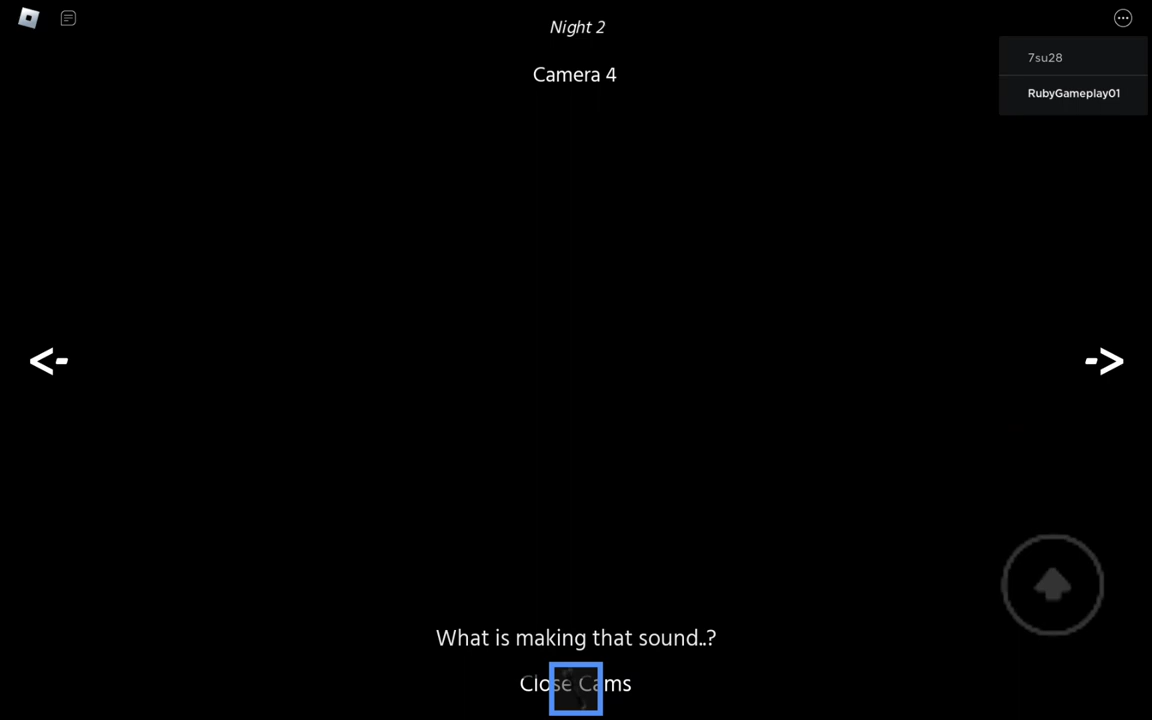 Night 2
7su28
Camera 4
RubyGameplay01
<- ->
What is making that sound..?
Close Cams